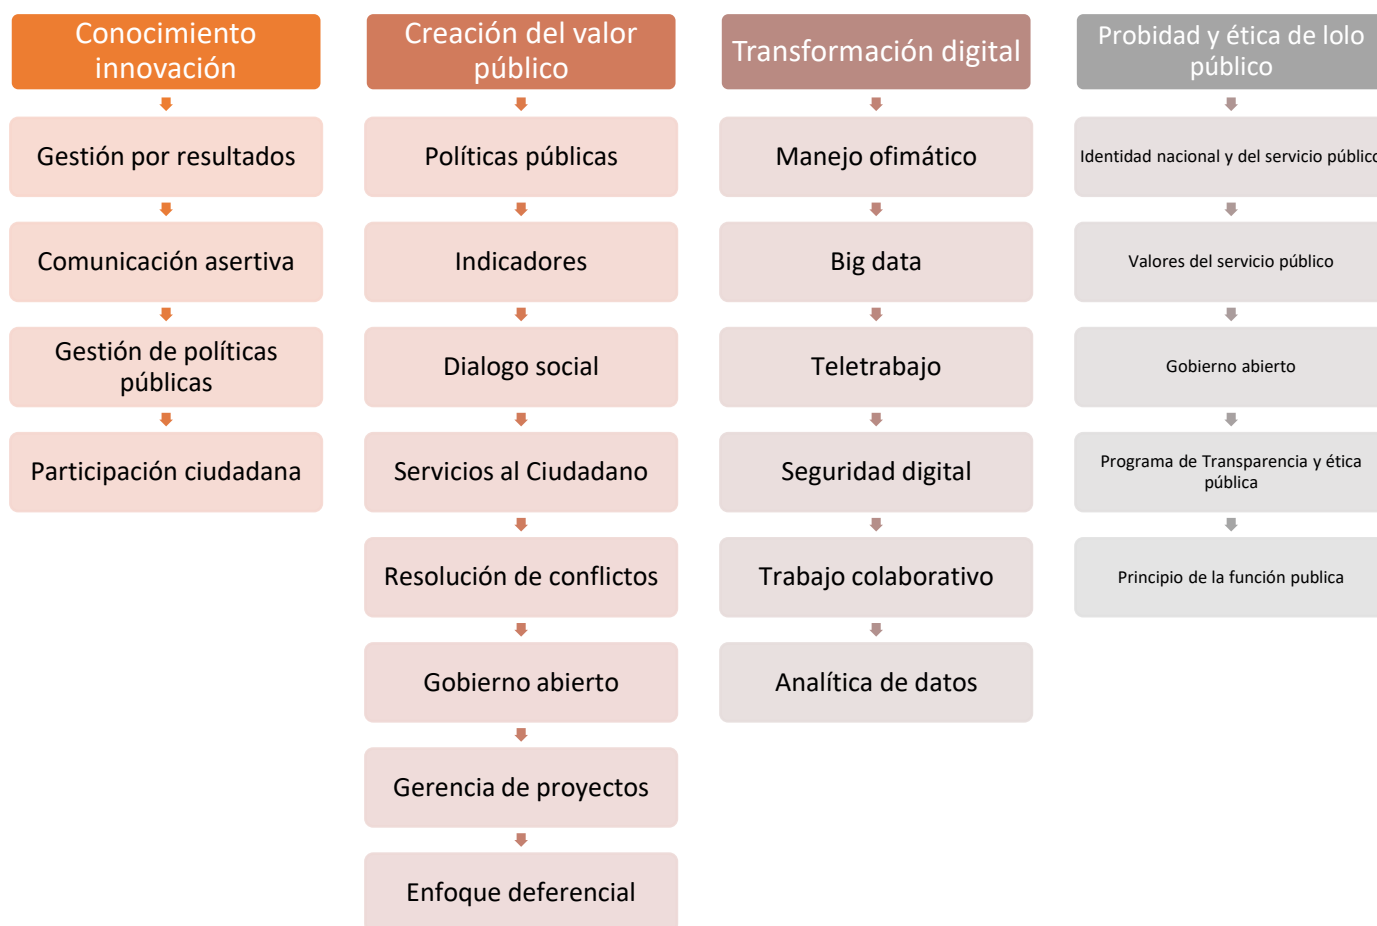 Conocimiento
innovación
Gestión por resultados
Comunicación asertiva
Gestión de políticas
públicas
Participación ciudadana
Creación del valor
público
Políticas públicas
Indicadores
Dialogo social
Servicios al Ciudadano
Resolución de conflictos
Gobierno abierto
Gerencia de proyectos
Enfoque deferencial
Transformación digital
Manejo ofimático
Big data
Teletrabajo
Seguridad digital
Trabajo colaborativo
Analítica de datos
Probidad y ética de lolo
público
Identidad nacional y del servicio público
Valores del servicio público
Gobierno abierto
Programa de Transparencia y ética
pública
Principio de la función publica